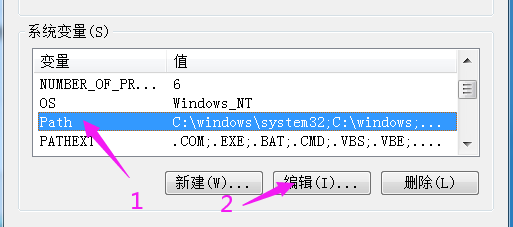 系统变量(S)
变量 值
NUMBER_OF_PR... 6
OS Windows_NT
Path C:\windows\system32;C:\windows;...
PATHEXT .COM;.EXE;.BAT;.CMD;.VBS;.VBE;....
新建(W)... 编辑(I)... 删除(L)
1 2